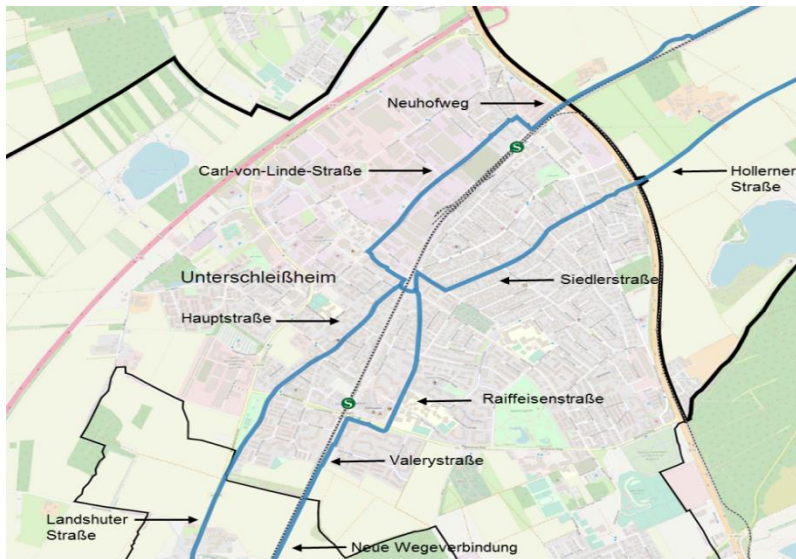 Neuhofweg
Carl-von-Linde-Straße
S
Hollerner
Straße
Unterschleißheim
Siedlerstraße
Hauptstraße
S
Raiffeisenstraße
Valerystraße
Landshuter
Straße
Neue Wegeverbindung